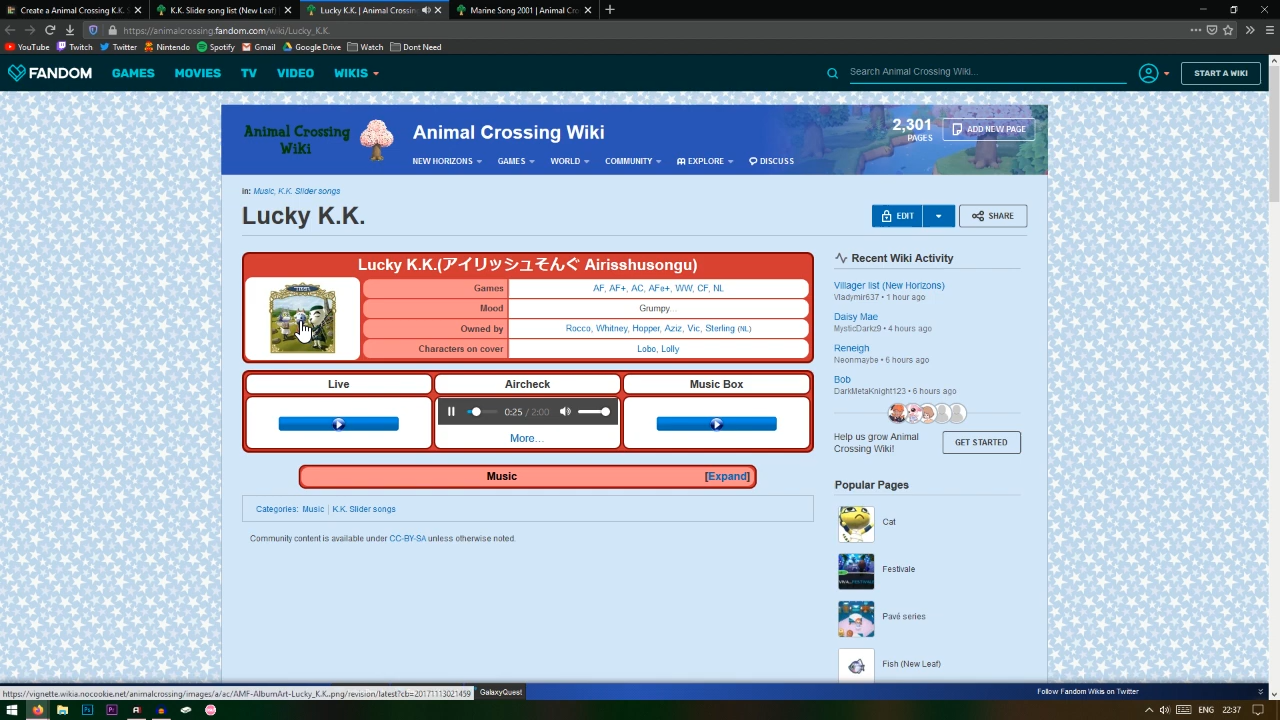 Create a Animal Crossing K.K. S
K.K. Slider song list (New Leaf) |
Lucky K.K. | Animal Crossing
Marine Song 2001 | Animal Cro
https://animalcrossing.fandom.com/wiki/Lucky_K.K.
YouTube Twitch Twitter Nintendo Spotify Gmail Google Drive Watch Dont Need
FANDOM GAMES MOVIES TV VIDEO WIKIS
Search Animal Crossing Wiki...
START A WIKI
Animal Crossing Wiki
Animal Crossing Wiki
2,301 PAGES
ADD NEW PAGE
NEW HORIZONS GAMES WORLD COMMUNITY EXPLORE DISCUSS
in: Music, K.K. Slider songs
Lucky K.K.
EDIT
SHARE
Lucky K.K.(アイリッシュそんぐ Airisshusongu)
Games AF, AF+, AC, AFe+, WW, CF, NL
Mood Grumpy...
Owned by Rocco, Whitney, Hopper, Aziz, Vic, Sterling (NL)
Characters on cover Lobo, Lolly
Live Aircheck Music Box
0:25 / 2:00
More...
Music [Expand]
Categories: Music K.K. Slider songs
Community content is available under CC-BY-SA unless otherwise noted.
Recent Wiki Activity
Villager list (New Horizons)
Vladymir637 • 1 hour ago
Daisy Mae
MysticDarkz9 • 4 hours ago
Reneigh
Neonmaybe • 6 hours ago
Bob
DarkMetaKnight123 • 6 hours ago
Help us grow Animal
Crossing Wiki!
GET STARTED
Popular Pages
Cat
Festivale
Pavé series
Fish (New Leaf)
https://vignette.wikia.nocookie.net/animalcrossing/images/a/ac/AMF-AlbumArt-Lucky_K.K..png/revision/latest?cb=20171113021459
GalaxyQuest
Follow Fandom Wikis on Twitter
ENG 22:37